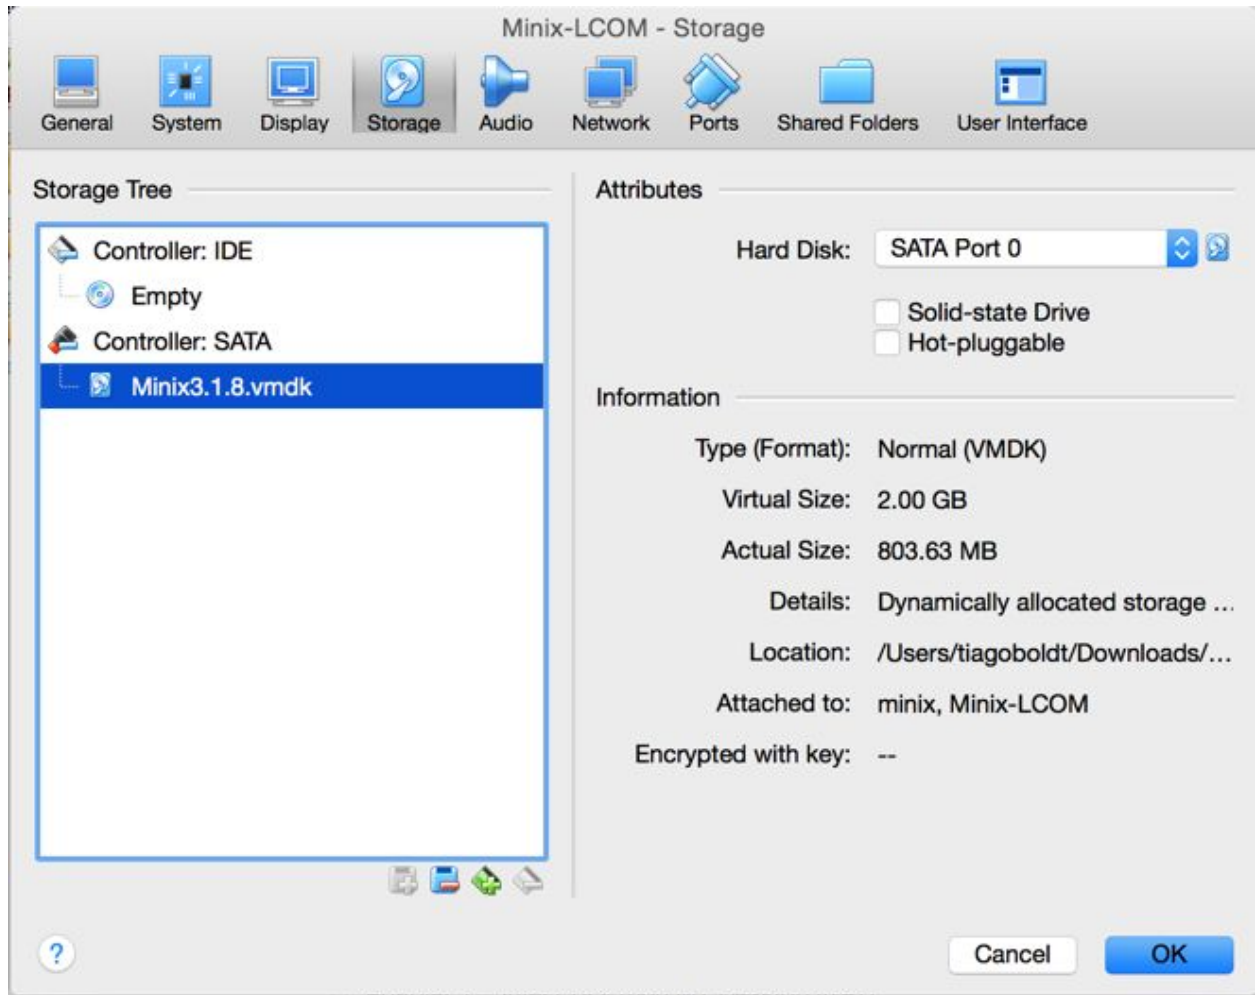 Minix-LCOM - Storage
General System Display Storage Audio Network Ports Shared Folders User Interface
Storage Tree
Controller: IDE
Empty
Controller: SATA
Minix3.1.8.vmdk
Attributes
Hard Disk: SATA Port 0
Solid-state Drive
Hot-pluggable
Information
Type (Format): Normal (VMDK)
Virtual Size: 2.00 GB
Actual Size: 803.63 MB
Details: Dynamically allocated storage ...
Location: /Users/tiagoboldt/Downloads/...
Attached to: minix, Minix-LCOM
Encrypted with key: --
?
Cancel OK